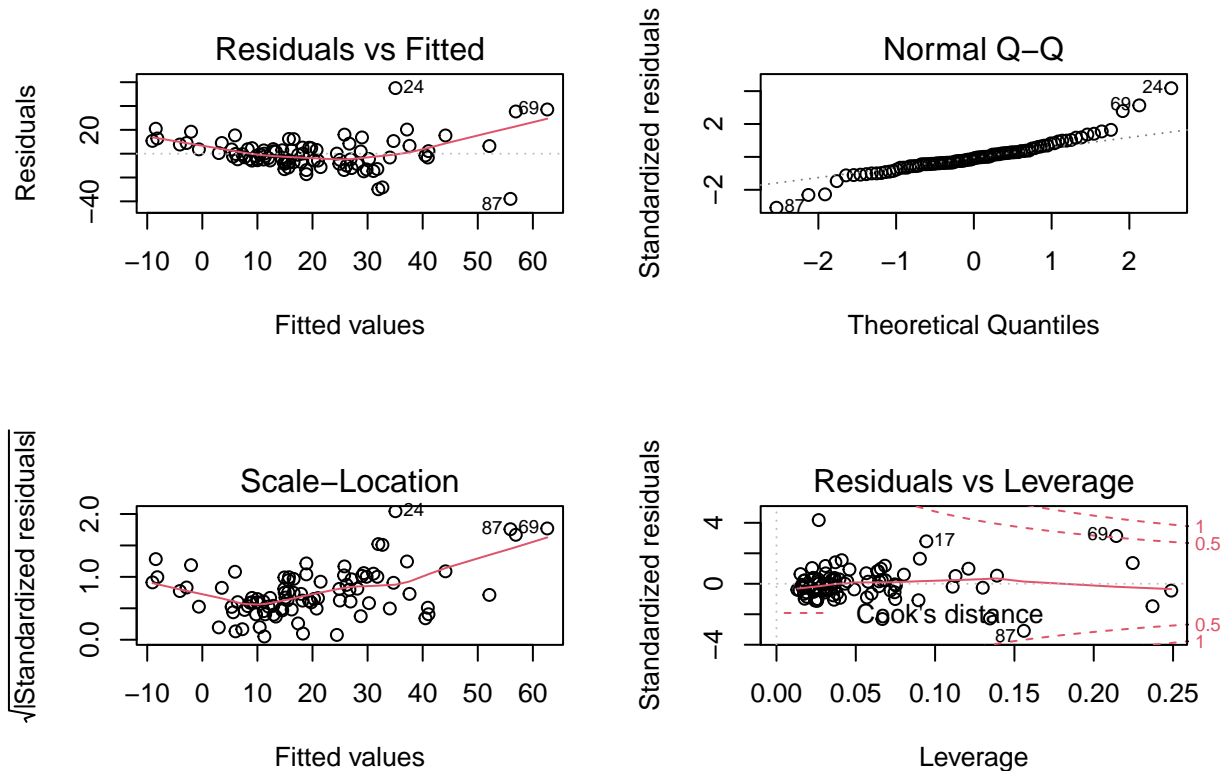 Residuals vs Fitted
Residuals
20
−40
24
69
87
−10 0 10 20 30 40 50 60
Fitted values
Normal Q−Q
Standardized residuals
2
−2
24
69
87
−2 −1 0 1 2
Theoretical Quantiles
Scale−Location
√|Standardized residuals|
2.0
1.0
0.0
24
87 69
−10 0 10 20 30 40 50 60
Fitted values
Residuals vs Leverage
Standardized residuals
4
0
−4
17
69
87
Cook's distance
1
0.5
0.5
1
0.00 0.05 0.10 0.15 0.20 0.25
Leverage